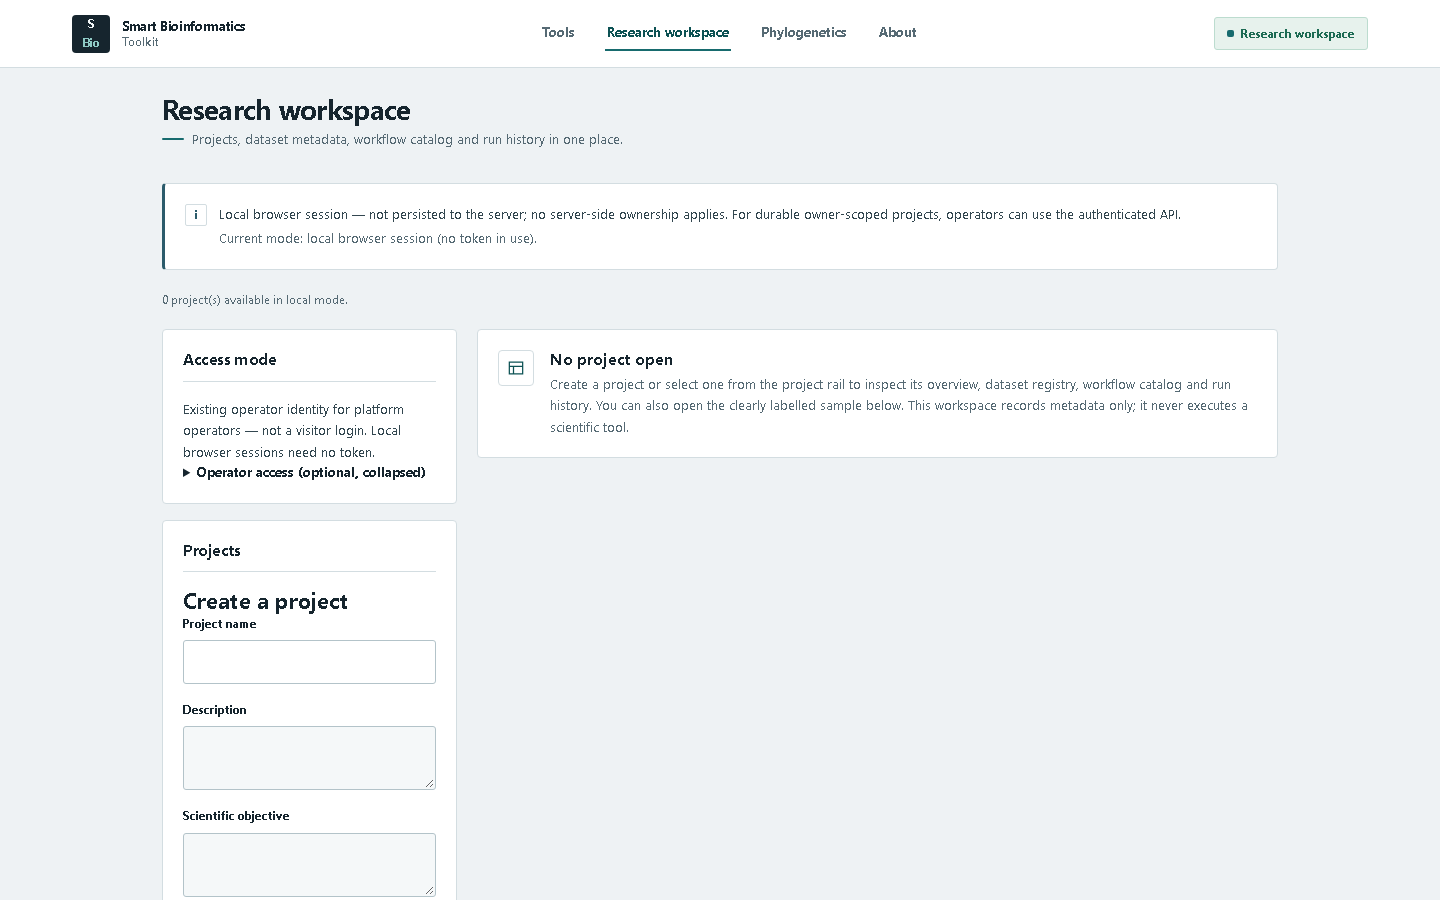 S
Bio
Smart Bioinformatics
Toolkit
Tools
Research workspace
Phylogenetics
About
Research workspace
Research workspace
Projects, dataset metadata, workflow catalog and run history in one place.
i
Local browser session — not persisted to the server; no server-side ownership applies. For durable owner-scoped projects, operators can use the authenticated API.
Current mode: local browser session (no token in use).
0 project(s) available in local mode.
Access mode
Existing operator identity for platform
operators — not a visitor login. Local
browser sessions need no token.
Operator access (optional, collapsed)
No project open
Create a project or select one from the project rail to inspect its overview, dataset registry, workflow catalog and run
history. You can also open the clearly labelled sample below. This workspace records metadata only; it never executes a
scientific tool.
Projects
Create a project
Project name
Description
Scientific objective